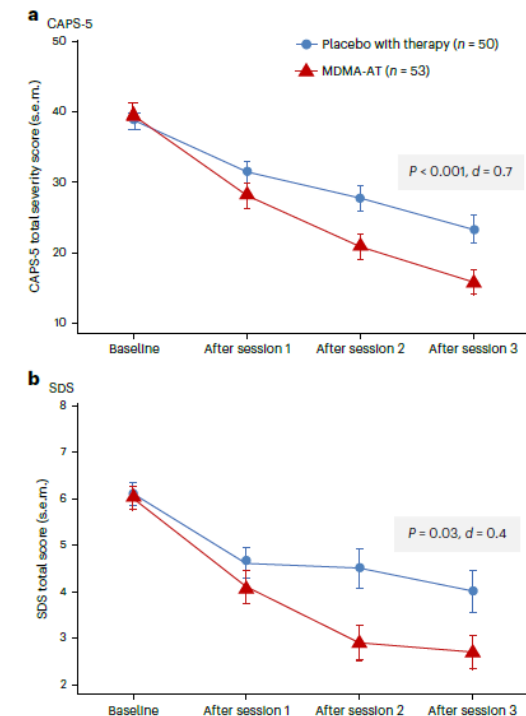 a
CAPS-5
50
Placebo with therapy (n = 50)
MDMA-AT (n = 53)
40
30
P < 0.001, d = 0.7
20
10
CAPS-5 total severity score (s.e.m.)
Baseline After session 1 After session 2 After session 3
b
SDS
8
7
6
5
P = 0.03, d = 0.4
4
3
2
SDS total score (s.e.m.)
Baseline After session 1 After session 2 After session 3